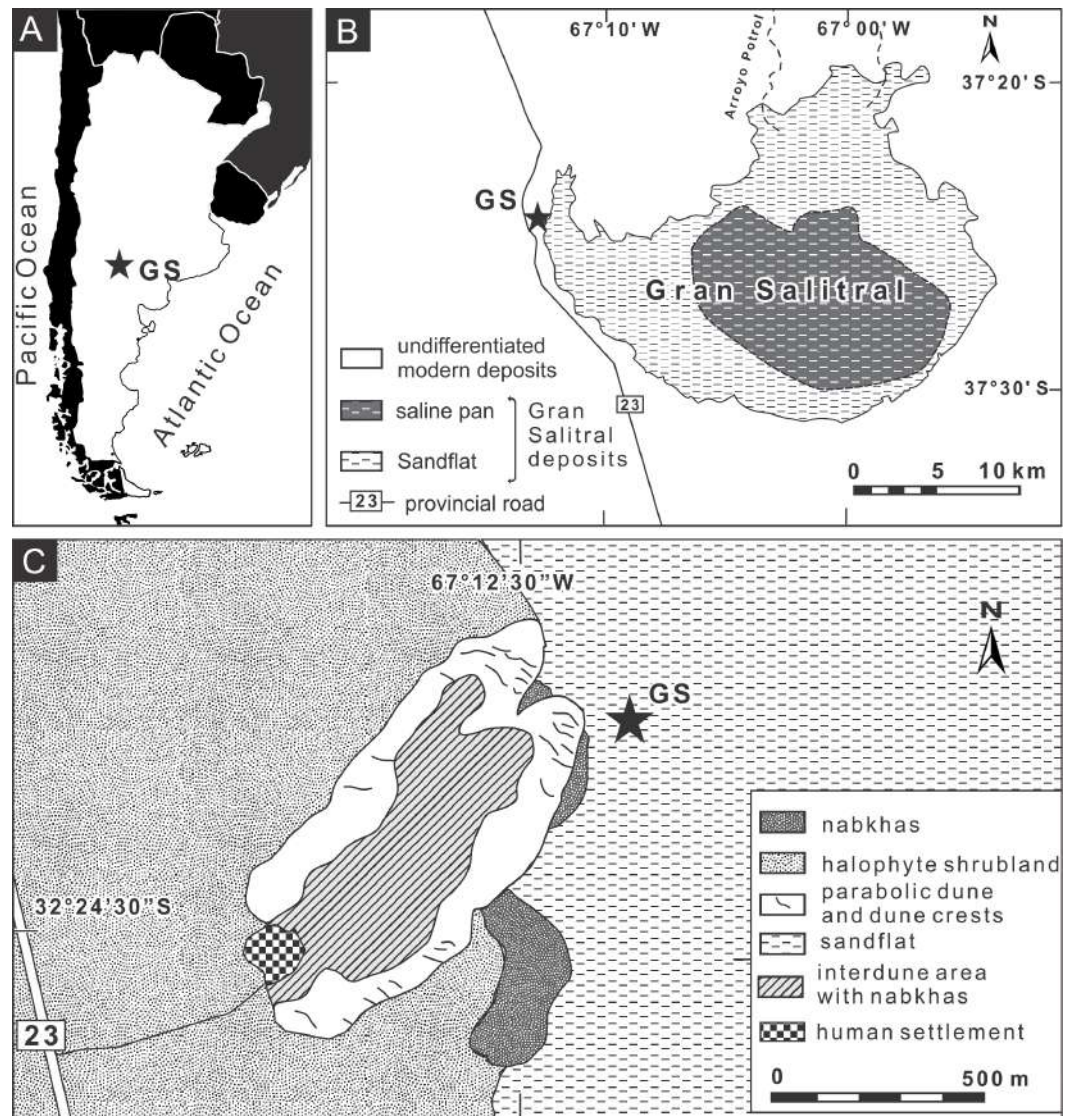 A
Pacific Ocean
GS
Atlantic Ocean
B
67°10' W
67°00' W
N
37°20' S
Arroyo Potrol
GS
Gran Salitral
undifferentiated
modern deposits
saline pan
Sandflat
Gran
Salitral
deposits
23 provincial road
23
37°30' S
0 5 10 km
C
67°12'30"W
N
GS
32°24'30"S
23
nabkhas
halophyte shrubland
parabolic dune
and dune crests
sandflat
interdune area
with nabkhas
human settlement
0 500 m